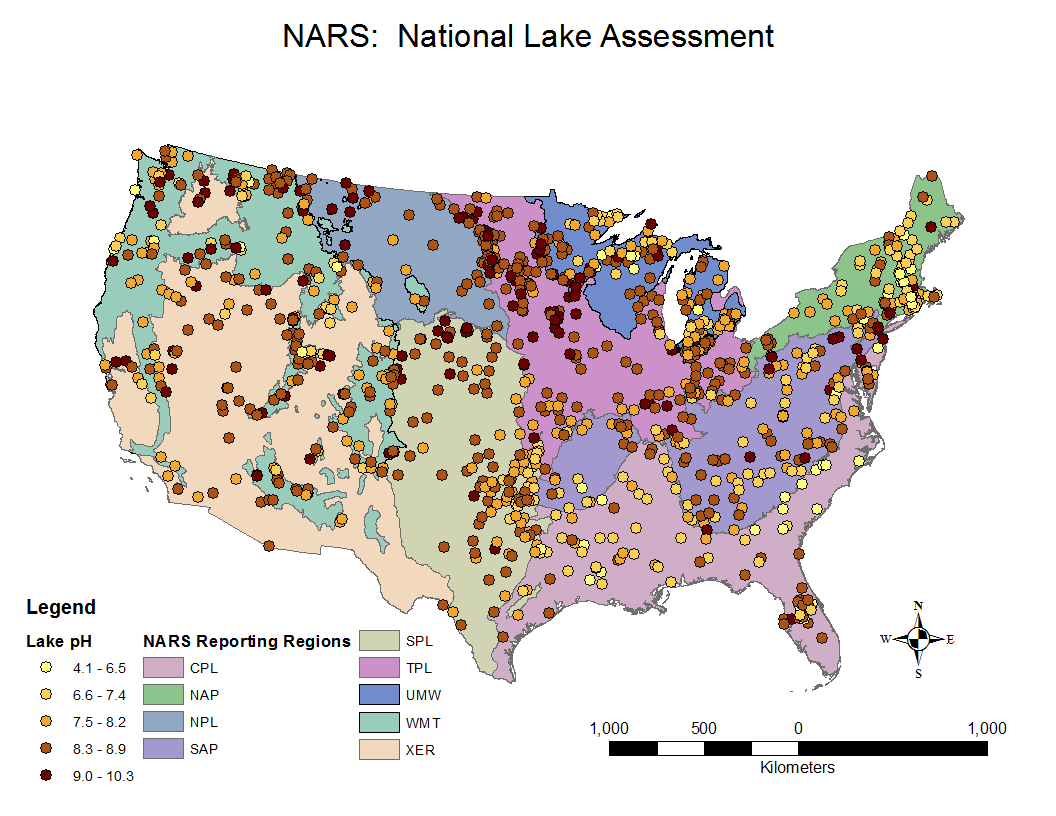 NARS: National Lake Assessment
Legend
Lake pH
4.1 - 6.5
6.6 - 7.4
7.5 - 8.2
8.3 - 8.9
9.0 - 10.3
NARS Reporting Regions
CPL
NAP
NPL
SAP
SPL
TPL
UMW
WMT
XER
N
W
E
S
1,000 500 0 1,000
Kilometers